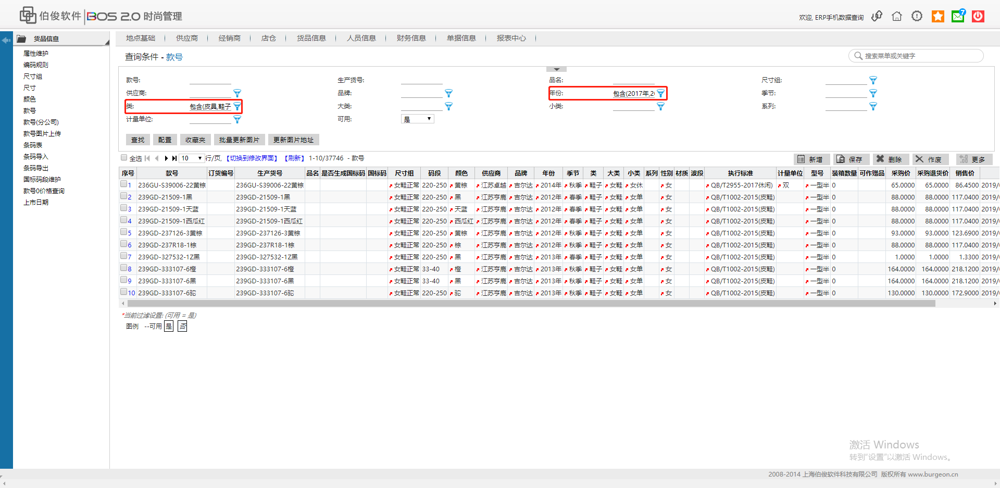 伯俊软件 BOS 2.0 时尚管理
欢迎, ERP手机数据查询
7
货品信息
属性维护
编码规则
尺寸组
尺寸
颜色
款号
款号(分公司)
款号图片上传
条码表
条码导入
条码导出
国标码段维护
款号0价格查询
上市日期
地点基础 供应商 经销商 店仓 货品信息 人员信息 财务信息 单据信息 报表中心
查询条件 - 款号
搜索菜单或关键字
款号: 生产货号: 品名: 尺寸组:
供应商: 品牌: 年份: 包含(2017年,2 季节:
类: 包含(皮具,鞋子 大类: 小类: 系列:
计量单位: 可用: 是
查找 配置 收藏夹 批量更新图片 更新图片地址
全选 10 行/页, 【切换到修改界面】 【刷新】 1-10/37746 - 款号
新增 保存 删除 作废 更多
序号 款号 订货编号 生产货号 品名 是否生成国标码 国标码 尺寸组 码段 颜色 供应商 品牌 年份 季节 类 大类 小类 系列 性别 材质 波段 执行标准 计量单位 型号 装箱数量 可作赠品 采购价 采购退货价 销售价
1 236GU-S39006-22黄棕 236GU-S39006-22黄棕 女鞋正常 220-250 黄棕 江苏卓越 吉尔达 2014年 秋季 鞋子 女鞋 女休 女 QB/T2955-2017休闲) 双 一型半 0 65.0000 65.0000 86.4500 2019/
2 239GD-21509-1黑 239GD-21509-1黑 女鞋正常 220-250 黑 江苏亨鹿 吉尔达 2012年 春季 鞋子 女鞋 女单 女 QB/T1002-2015(皮鞋) 一型半 0 88.0000 88.0000 117.0400 2019/
3 239GD-21509-1天蓝 239GD-21509-1天蓝 女鞋正常 220-250 天蓝 江苏亨鹿 吉尔达 2012年 春季 鞋子 女鞋 女单 女 QB/T1002-2015(皮鞋) 一型半 0 88.0000 88.0000 117.0400 2019/
4 239GD-21509-1西瓜红 239GD-21509-1西瓜红 女鞋正常 220-250 西瓜红 江苏亨鹿 吉尔达 2012年 春季 鞋子 女鞋 女单 女 QB/T1002-2015(皮鞋) 一型半 0 88.0000 88.0000 117.0400 2019/
5 239GD-237126-3黄棕 239GD-237126-3黄棕 女鞋正常 220-250 黄棕 江苏亨鹿 吉尔达 2012年 秋季 鞋子 女鞋 女单 女 QB/T1002-2015(皮鞋) 一型半 0 93.0000 93.0000 123.6900 2019/
6 239GD-237R18-1棕 239GD-237R18-1棕 女鞋正常 220-250 棕 江苏亨鹿 吉尔达 2012年 秋季 鞋子 女鞋 女单 女 QB/T1002-2015(皮鞋) 一型半 0 88.0000 88.0000 117.0400 2019/
7 239GD-327532-1Z黑 239GD-327532-1Z黑 女鞋正常 220-250 黑 江苏亨鹿 吉尔达 2013年 春季 鞋子 女鞋 女单 女 QB/T1002-2015(皮鞋) 一型半 0 1.0000 1.0000 1.3300 2019/
8 239GD-333107-6橙 239GD-333107-6橙 女鞋正常 33-40 橙 江苏亨鹿 吉尔达 2013年 秋季 鞋子 女鞋 女单 女 QB/T1002-2015(皮鞋) 一型半 0 164.0000 164.0000 218.1200 2019/
9 239GD-333107-6黑 239GD-333107-6黑 女鞋正常 33-40 黑 江苏亨鹿 吉尔达 2013年 秋季 鞋子 女鞋 女单 女 QB/T1002-2015(皮鞋) 一型半 0 164.0000 164.0000 218.1200 2019/
10 239GD-333107-6驼 239GD-333107-6驼 女鞋正常 220-250 驼 江苏亨鹿 吉尔达 2013年 秋季 鞋子 女鞋 女单 女 QB/T1002-2015(皮鞋) 一型半 0 130.0000 130.0000 172.9000 2019/
*当前过滤设置: (可用 = 是)
图例 --可用 是 否
激活 Windows
转到"设置"以激活 Windows。
2008-2014 上海伯俊软件科技有限公司 版权所有 www.burgeon.cn